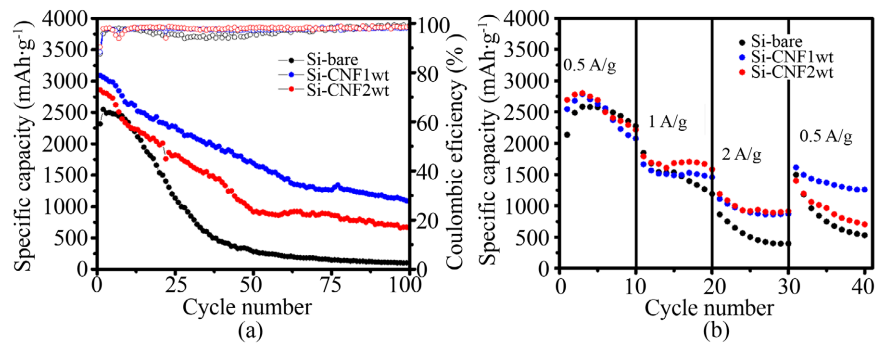 Specific capacity (mAh·g⁻¹)
4000
3500
3000
2500
2000
1500
1000
500
0
0
25
50
75
100
Cycle number
Si-bare
Si-CNF1wt
Si-CNF2wt
100
80
60
40
20
0
Coulombic eficiency (%)
(a)
Specific capacity (mAh·g⁻¹)
4000
3500
3000
2500
2000
1500
1000
500
0
0
10
20
30
40
Cycle number
Si-bare
Si-CNF1wt
Si-CNF2wt
0.5 A/g
1 A/g
2 A/g
0.5 A/g
(b)